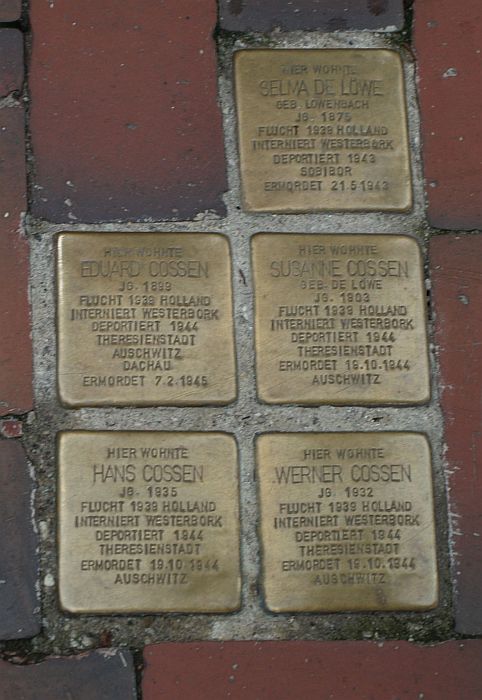 HIER WOHNTE
SELMA DE LÖWE
GEB. LÖWENBACH
JG. 1875
FLUCHT 1939 HOLLAND
INTERNIERT WESTERBORK
DEPORTIERT 1943
SOBIBOR
ERMORDET 21.5.1943
HIER WOHNTE
EDUARD COSSEN
JG. 1899
FLUCHT 1939 HOLLAND
INTERNIERT WESTERBORK
DEPORTIERT 1944
THERESIENSTADT
AUSCHWITZ
DACHAU
ERMORDET 7.2.1945
HIER WOHNTE
SUSANNE COSSEN
GEB. DE LÖWE
JG. 1903
FLUCHT 1939 HOLLAND
INTERNIERT WESTERBORK
DEPORTIERT 1944
THERESIENSTADT
ERMORDET 19.10.1944
AUSCHWITZ
HIER WOHNTE
HANS COSSEN
JG. 1935
FLUCHT 1939 HOLLAND
INTERNIERT WESTERBORK
DEPORTIERT 1944
THERESIENSTADT
ERMORDET 19.10.1944
AUSCHWITZ
HIER WOHNTE
WERNER COSSEN
JG. 1932
FLUCHT 1939 HOLLAND
INTERNIERT WESTERBORK
DEPORTIERT 1944
THERESIENSTADT
ERMORDET 19.10.1944
AUSCHWITZ